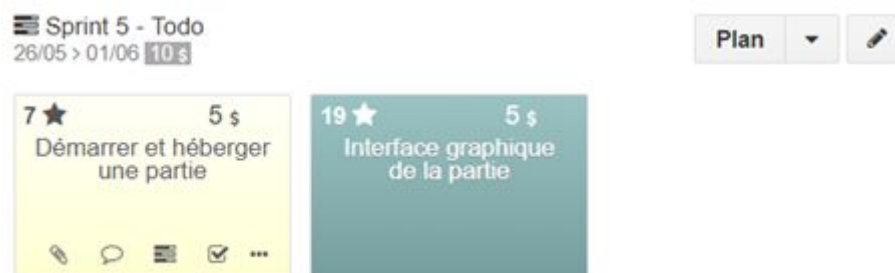 Sprint 5 - Todo
26/05 > 01/06 10 $
Plan
7 5 $
Démarrer et héberger
une partie
19 5 $
Interface graphique
de la partie